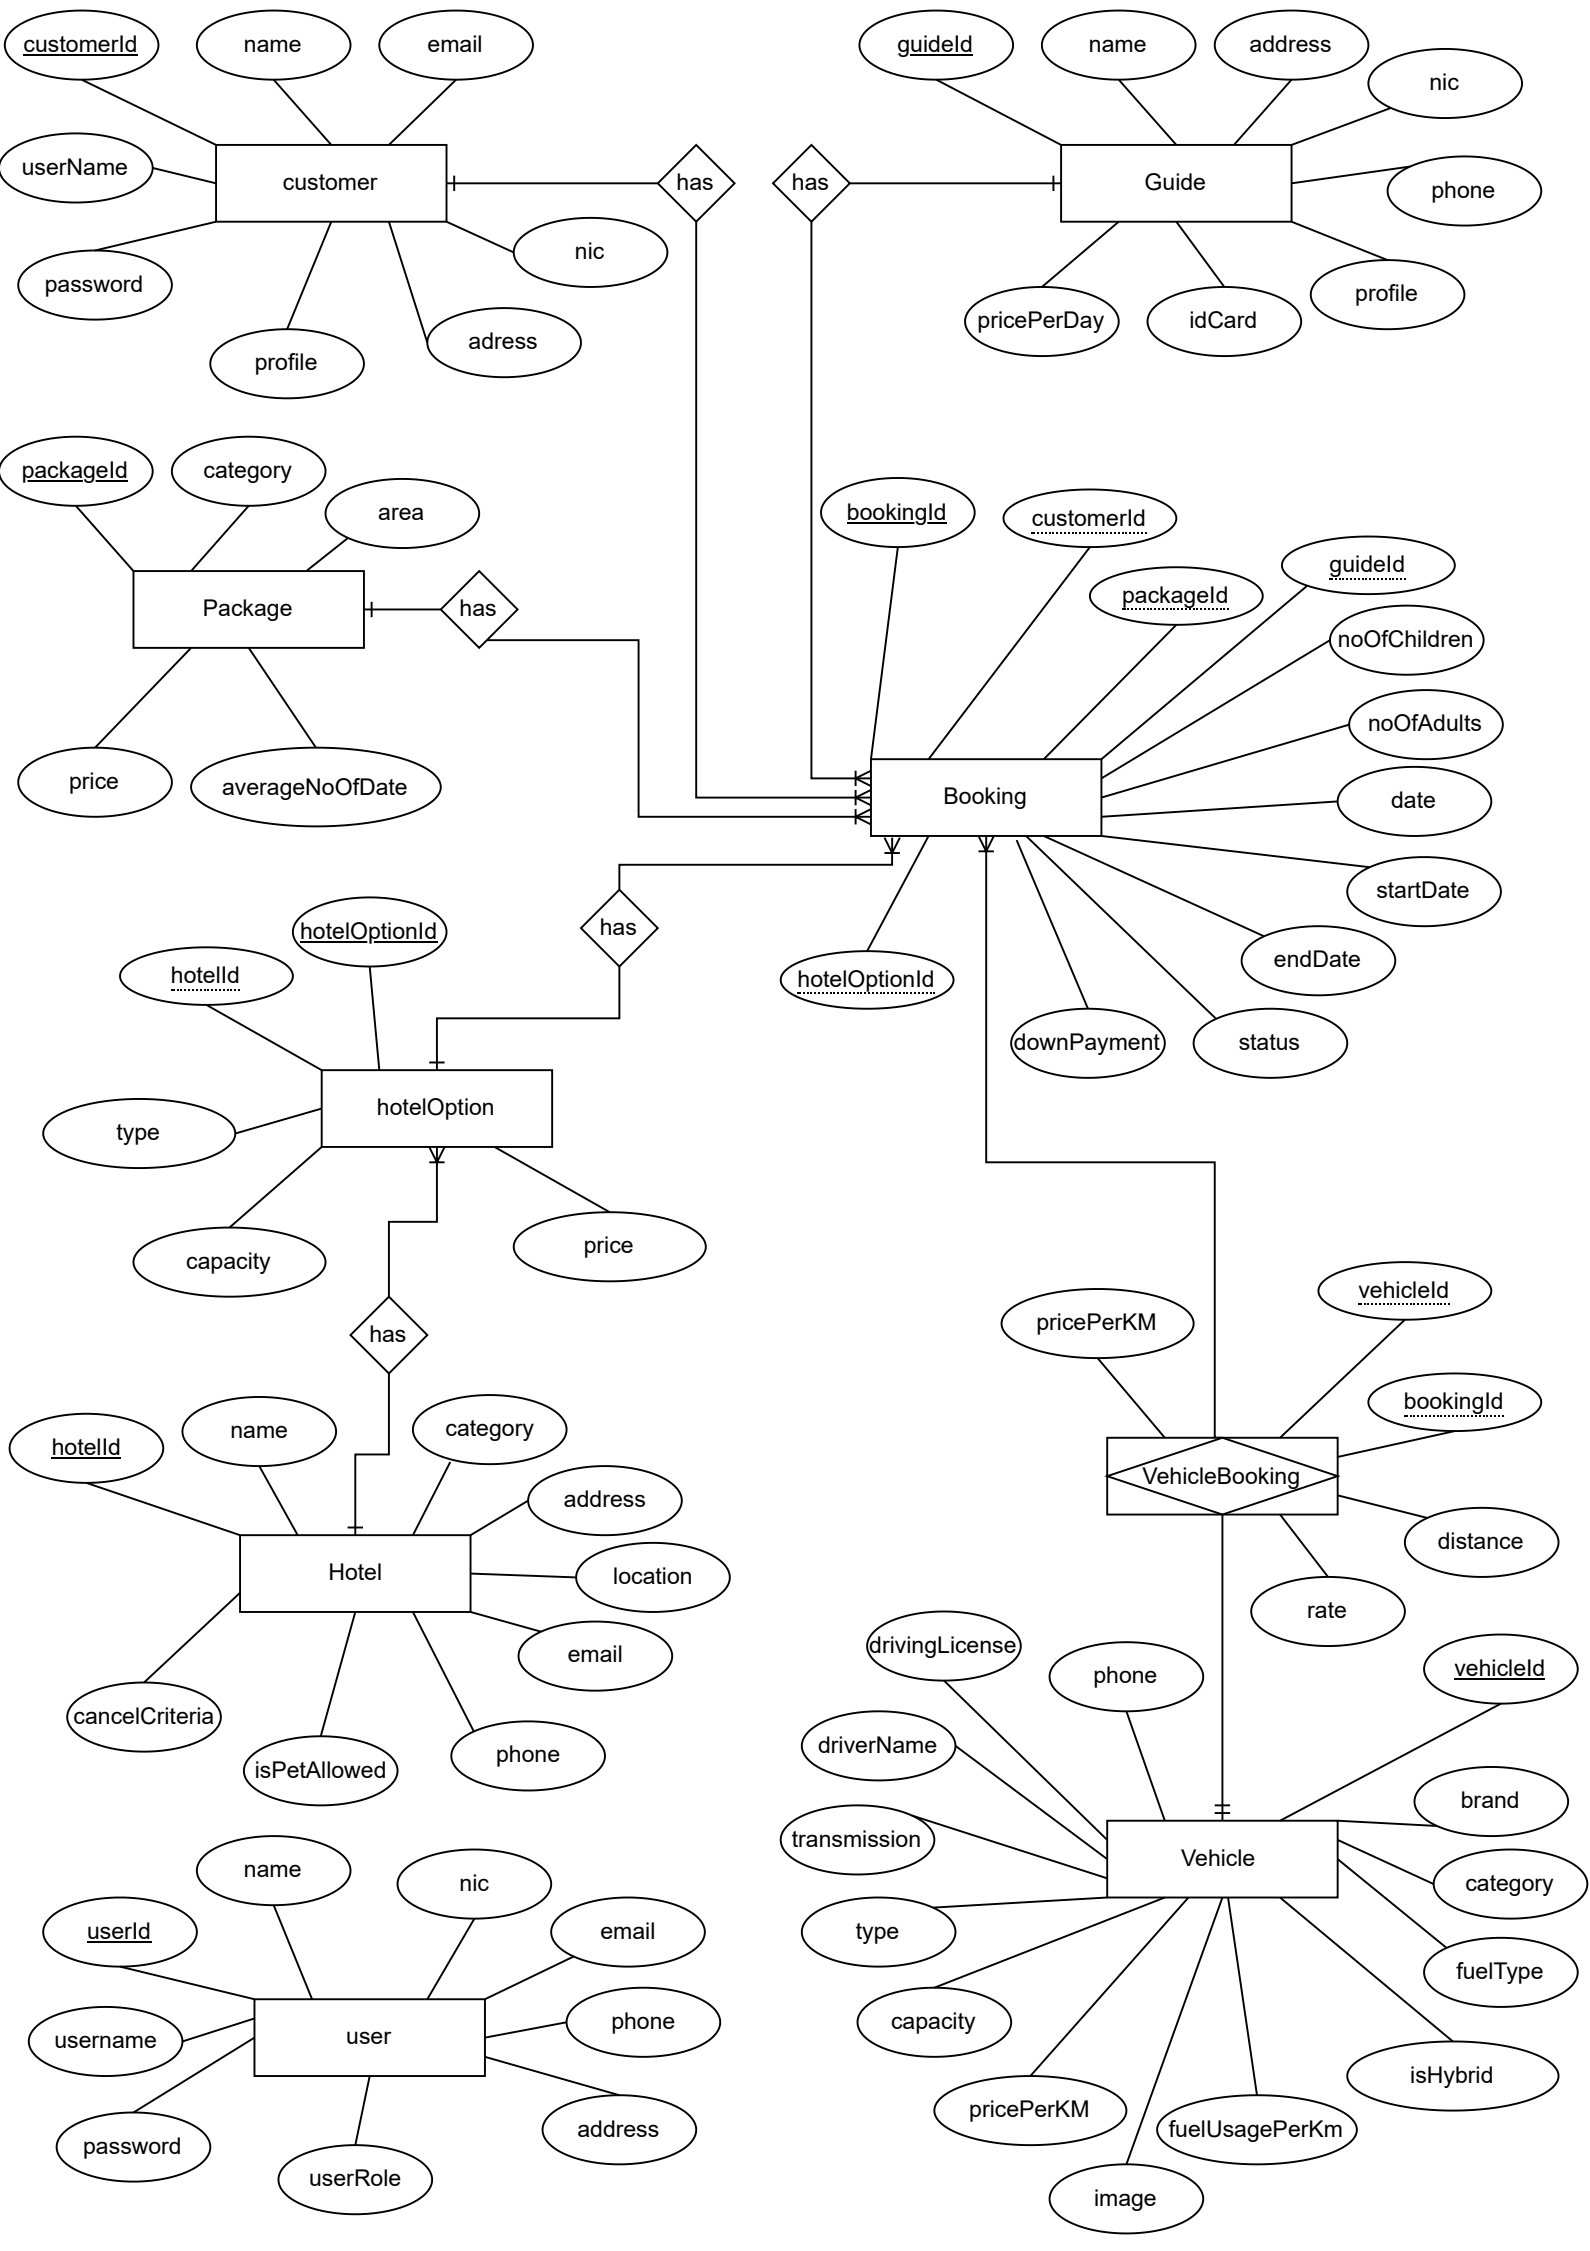 customerId
name
email
userName
customer
password
profile
adress
nic
has
has
guideId
name
address
nic
Guide
phone
pricePerDay
idCard
profile
packageId
category
area
Package
has
price
averageNoOfDate
bookingId
customerId
packageId
guideId
noOfChildren
noOfAdults
Booking
date
startDate
endDate
status
downPayment
hotelOptionId
has
hotelOptionId
hotelId
hotelOption
type
capacity
price
has
hotelId
name
category
address
Hotel
location
email
cancelCriteria
isPetAllowed
phone
pricePerKM
vehicleId
bookingId
VehicleBooking
distance
rate
drivingLicense
phone
vehicleId
driverName
brand
transmission
Vehicle
category
type
fuelType
capacity
isHybrid
pricePerKM
fuelUsagePerKm
image
name
nic
userId
email
username
user
phone
password
userRole
address